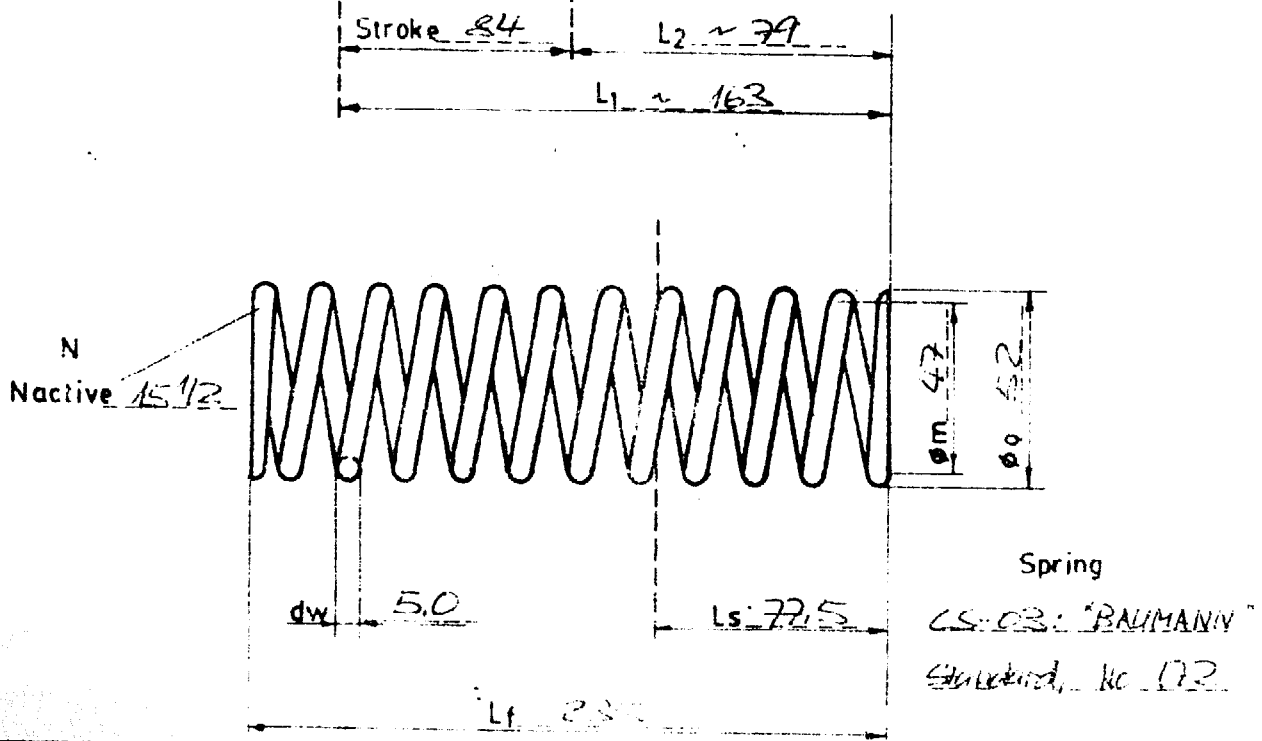 Stroke 84
L2 ~ 79
L1 ~ 163
N
Nactive 15 1/2
øm 47
øo 52
dw 5.0
Ls 77,5
Spring
CS-03: "BAUMANN"
Lf